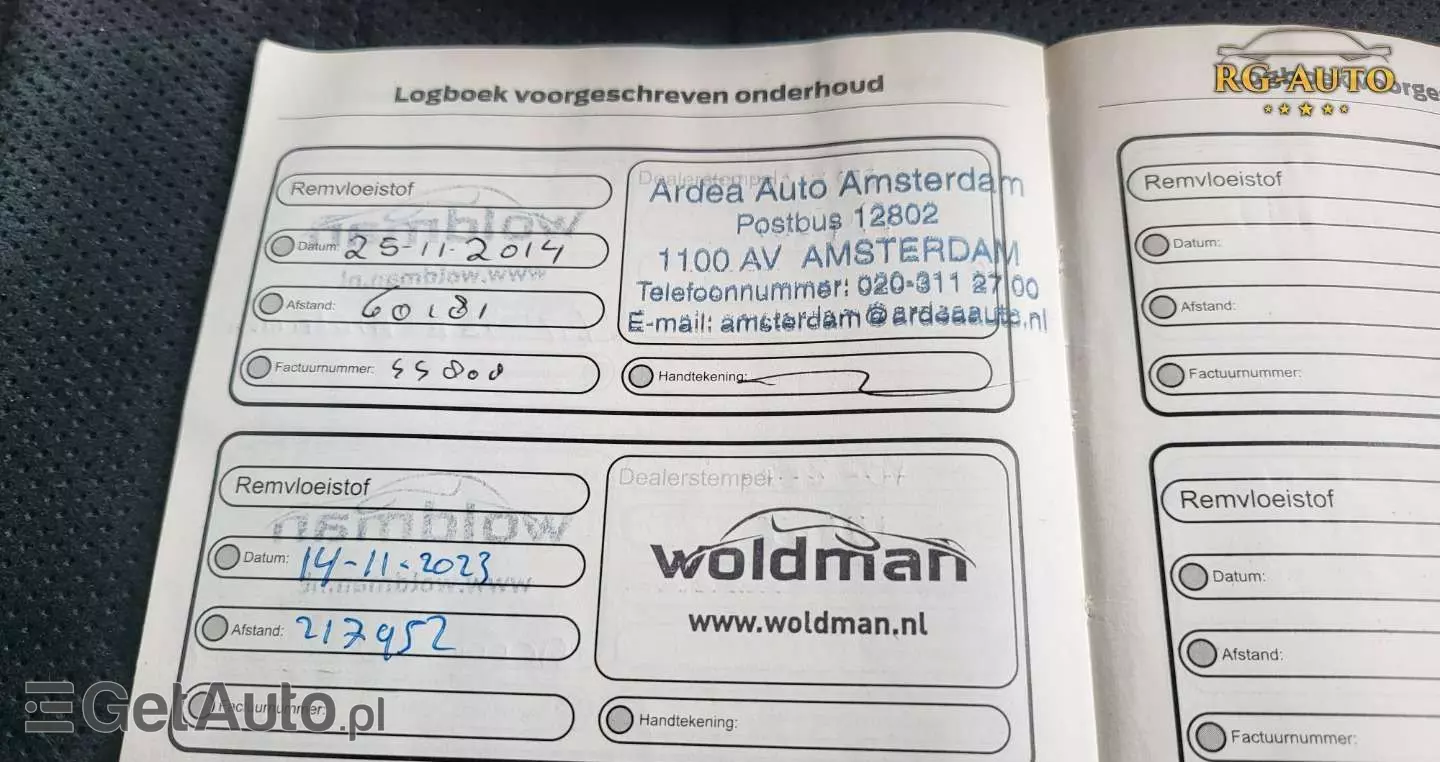 Logboek voorgeschreven onderhoud
Remvloeistof
Datum: 25-11-2014
Afstand: 60181
Factuurnummer: 55800
Dealerstempel
Ardea Auto Amsterdam
Postbus 12802
1100 AV AMSTERDAM
Telefoonnummer: 020-311 27 00
E-mail: amsterdam@ardeaauto.nl
Handtekening:
Remvloeistof
Datum: 14-11-2023
Afstand: 217952
Factuurnummer:
Dealerstempel
woldman
www.woldman.nl
Handtekening:
RG-AUTO
Remvloeistof
Datum:
Afstand:
Factuurnummer:
Remvloeistof
Datum:
Afstand:
Factuurnummer:
GetAuto.pl